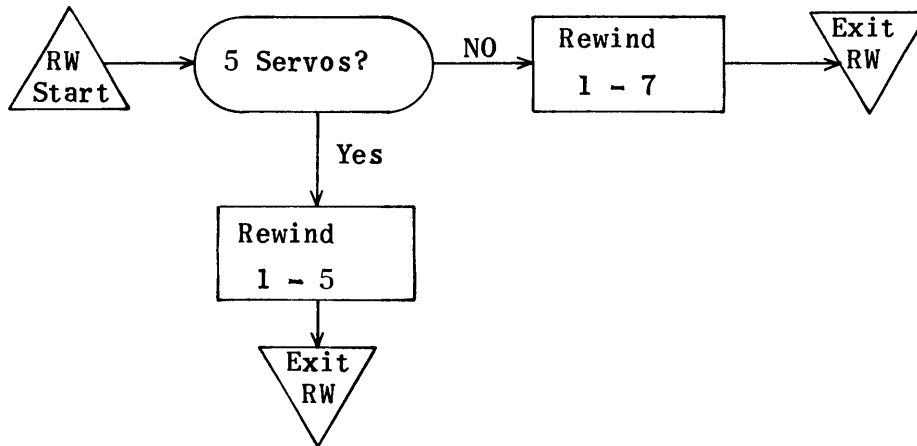 RW
Start
5 Servos?
NO
Rewind
1 - 7
Exit
RW
Yes
Rewind
1 - 5
Exit
RW